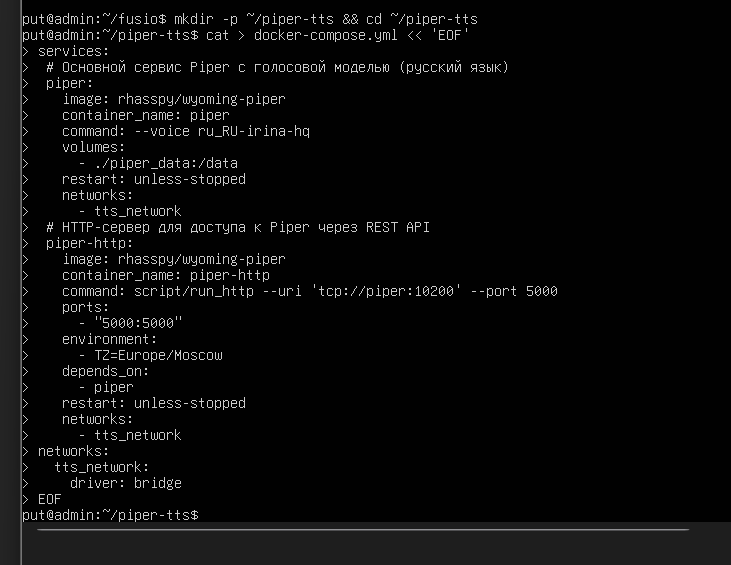 put@admin:~/fusio$ mkdir -p ~/piper-tts && cd ~/piper-tts
put@admin:~/piper-tts$ cat > docker-compose.yml << 'EOF'
> services:
>  # Основной сервис Piper с голосовой моделью (русский язык)
>  piper:
>    image: rhasspy/wyoming-piper
>    container_name: piper
>    command: --voice ru_RU-irina-hq
>    volumes:
>      - ./piper_data:/data
>    restart: unless-stopped
>    networks:
>      - tts_network
>  # HTTP-сервер для доступа к Piper через REST API
>  piper-http:
>    image: rhasspy/wyoming-piper
>    container_name: piper-http
>    command: script/run_http --uri 'tcp://piper:10200' --port 5000
>    ports:
>      - "5000:5000"
>    environment:
>      - TZ=Europe/Moscow
>    depends_on:
>      - piper
>    restart: unless-stopped
>    networks:
>      - tts_network
> networks:
>   tts_network:
>     driver: bridge
> EOF
put@admin:~/piper-tts$